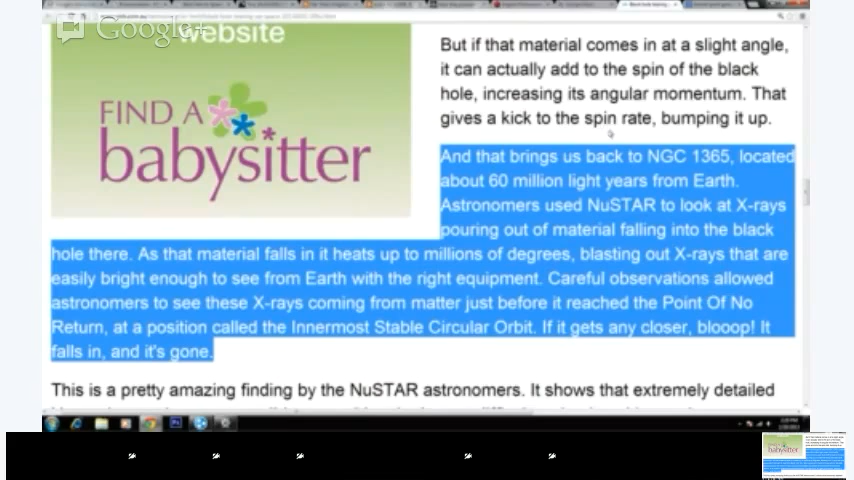 Google+
website
FIND A
babysitter
But if that material comes in at a slight angle,
it can actually add to the spin of the black
hole, increasing its angular momentum. That
gives a kick to the spin rate, bumping it up.
And that brings us back to NGC 1365, located
about 60 million light years from Earth.
Astronomers used NuSTAR to look at X-rays
pouring out of material falling into the black
hole there. As that material falls in it heats up to millions of degrees, blasting out X-rays that are
easily bright enough to see from Earth with the right equipment. Careful observations allowed
astronomers to see these X-rays coming from matter just before it reached the Point Of No
Return, at a position called the Innermost Stable Circular Orbit. If it gets any closer, blooop! It
falls in, and it's gone.
This is a pretty amazing finding by the NuSTAR astronomers. It shows that extremely detailed